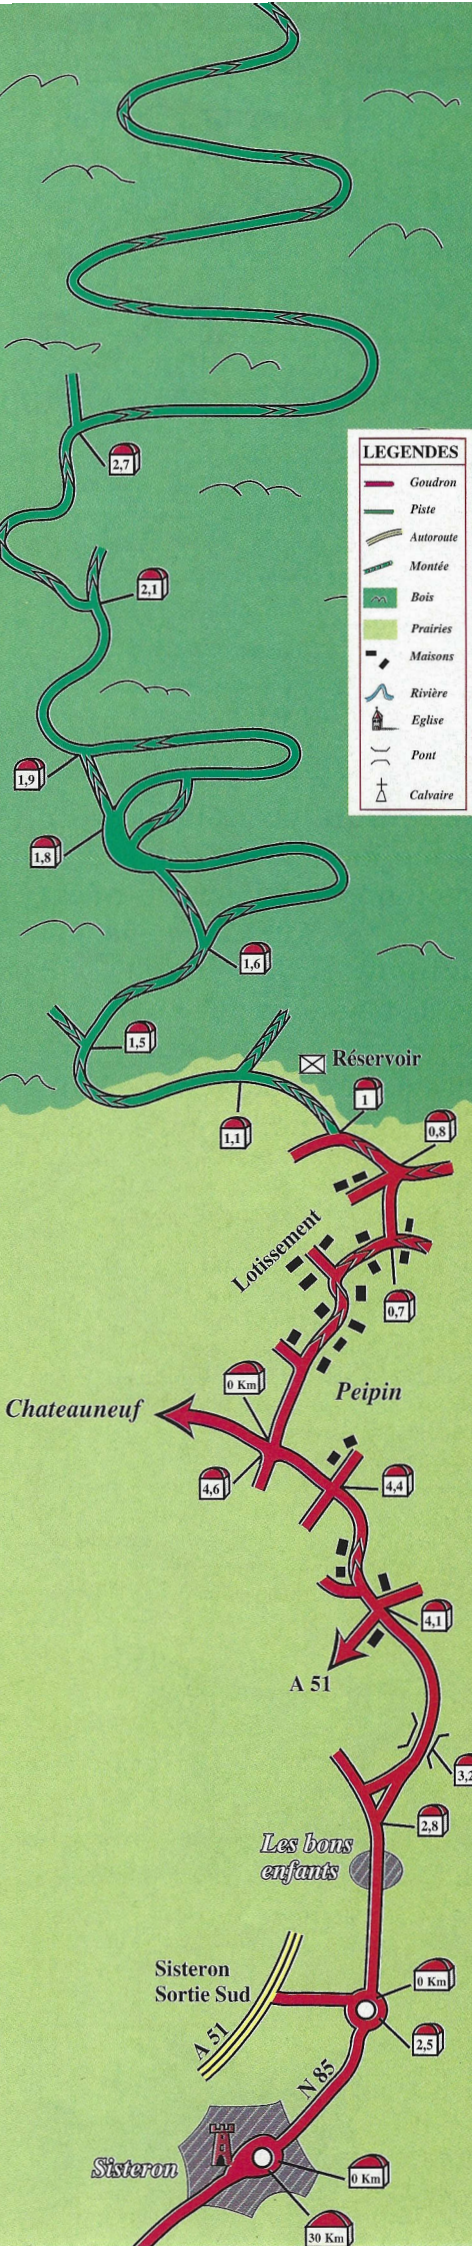 2,7
LEGENDES
Goudron
Piste
Autoroute
Montée
Bois
Prairies
Maisons
Rivière
Eglise
Pont
Calvaire
2,1
1,9
1,8
1,6
1,5
Réservoir
1
1,1
0,8
Lotissement
0,7
0 Km
Peipin
Chateauneuf
4,6
4,4
4,1
A 51
3,2
2,8
Les bons
enfants
Sisteron
Sortie Sud
0 Km
2,5
A 51
N 85
Sisteron
0 Km
30 Km